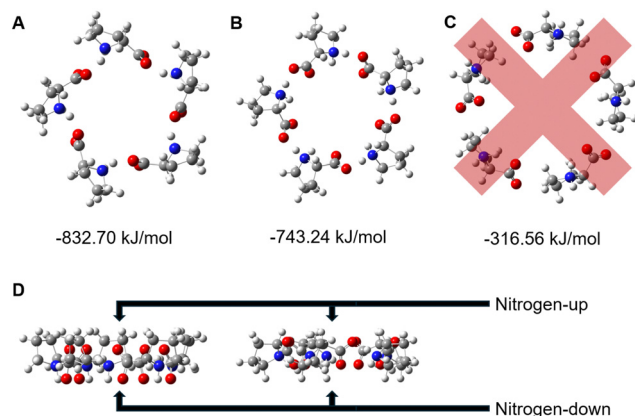 A
B
C
-832.70 kJ/mol
-743.24 kJ/mol
-316.56 kJ/mol
D
Nitrogen-up
Nitrogen-down